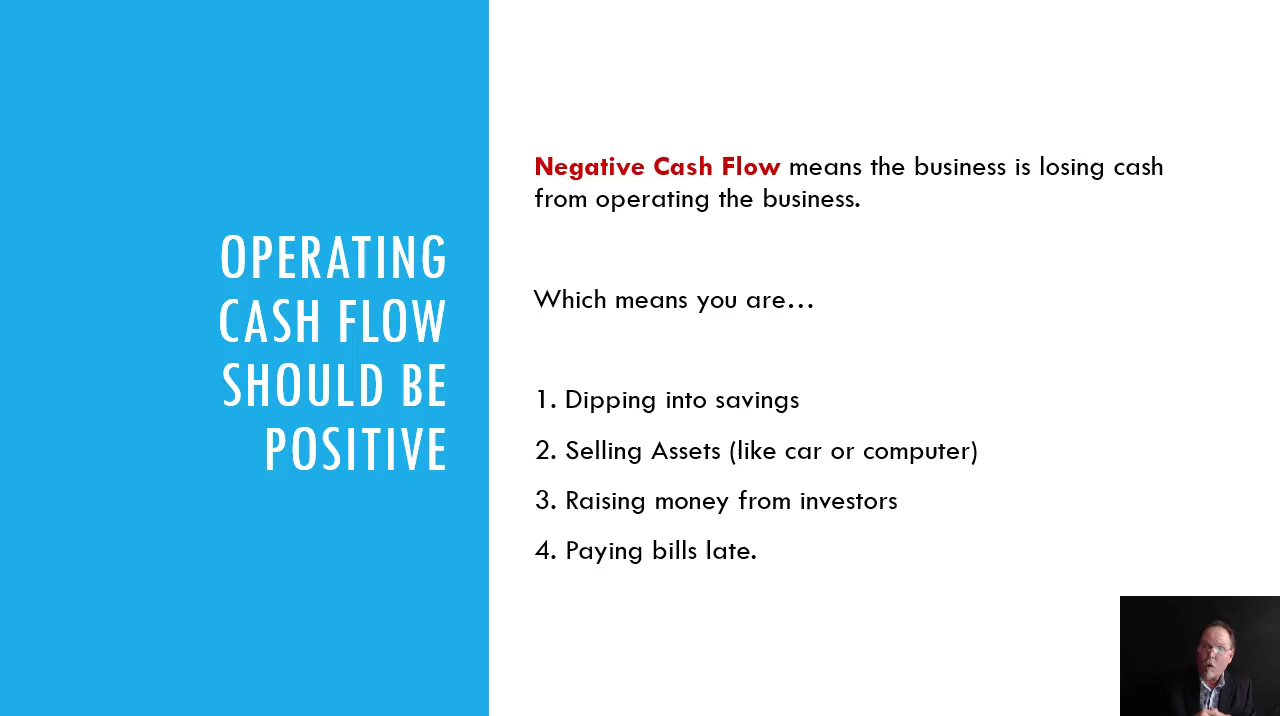 OPERATING
CASH FLOW
SHOULD BE
POSITIVE
Negative Cash Flow means the business is losing cash
from operating the business.
Which means you are…
1. Dipping into savings
2. Selling Assets (like car or computer)
3. Raising money from investors
4. Paying bills late.